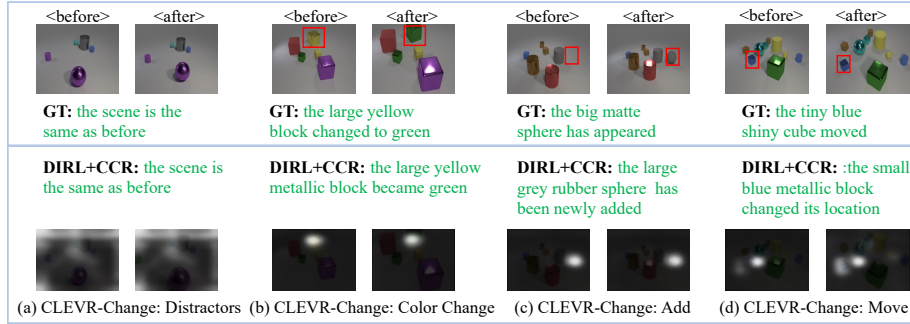 <before> <after> <before> <after> <before> <after> <before> <after>
GT: the scene is the
same as before
GT: the large yellow
block changed to green
GT: the big matte
sphere has appeared
GT: the tiny blue
shiny cube moved
DIRL+CCR: the scene is
the same as before
DIRL+CCR: the large yellow
metallic block became green
DIRL+CCR: the large
grey rubber sphere has
been newly added
DIRL+CCR: :the small
blue metallic block
changed its location
(a) CLEVR-Change: Distractors (b) CLEVR-Change: Color Change (c) CLEVR-Change: Add (d) CLEVR-Change: Move